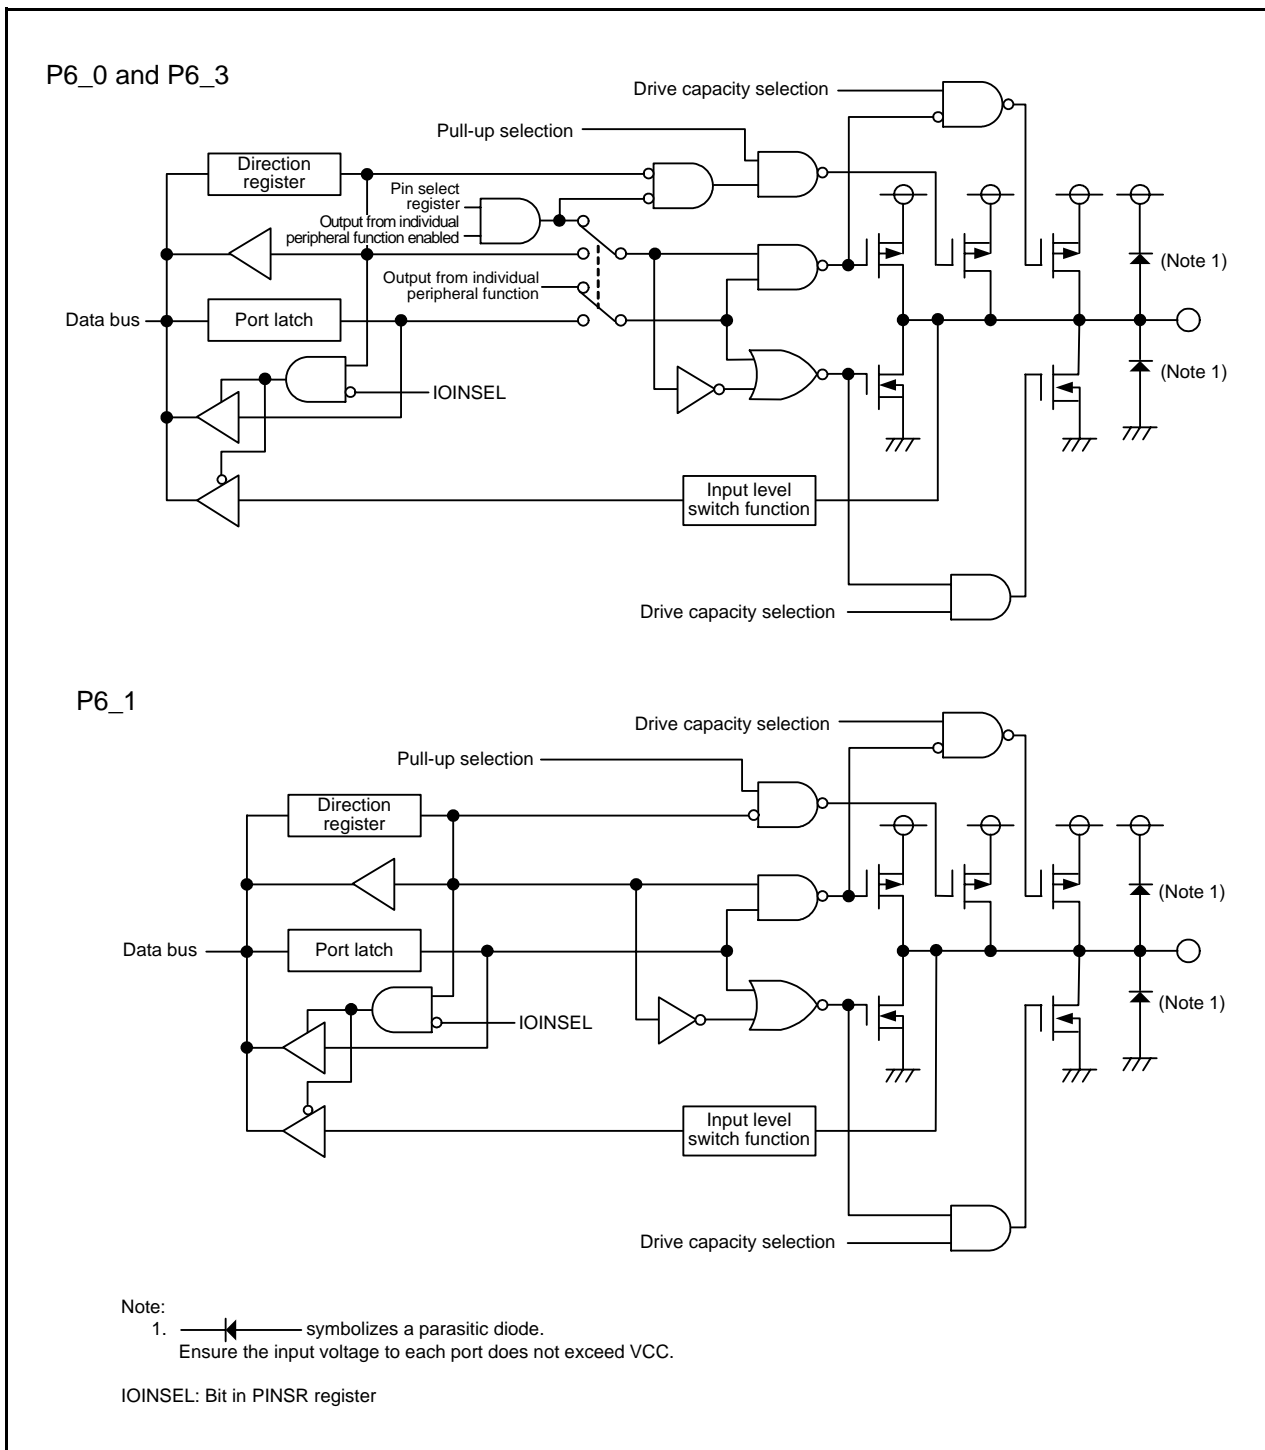 P6_0 and P6_3
Drive capacity selection
Pull-up selection
Direction
register
Pin select
register
Output from individual
peripheral function enabled
(Note 1)
Output from individual
peripheral function
Data bus
Port latch
(Note 1)
IOINSEL
Input level
switch function
Drive capacity selection
P6_1
Drive capacity selection
Pull-up selection
Direction
register
(Note 1)
Data bus
Port latch
(Note 1)
IOINSEL
Input level
switch function
Drive capacity selection
Note:
1. symbolizes a parasitic diode.
Ensure the input voltage to each port does not exceed VCC.
IOINSEL: Bit in PINSR register